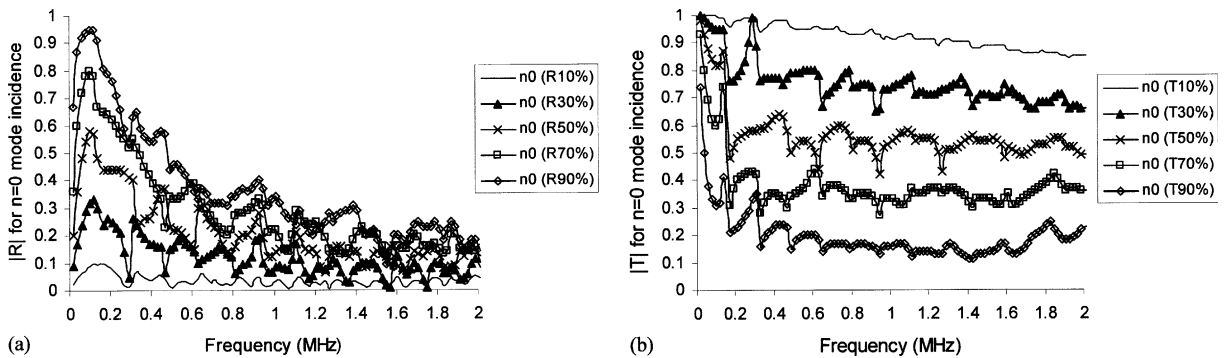 |R| for n=0 mode incidence
1
0.9
0.8
0.7
0.6
0.5
0.4
0.3
0.2
0.1
0
0 0.2 0.4 0.6 0.8 1 1.2 1.4 1.6 1.8 2
n0 (R10%)
n0 (R30%)
n0 (R50%)
n0 (R70%)
n0 (R90%)
(a)
Frequency (MHz)
|T| for n=0 mode incidence
1
0.9
0.8
0.7
0.6
0.5
0.4
0.3
0.2
0.1
0
0 0.2 0.4 0.6 0.8 1 1.2 1.4 1.6 1.8 2
n0 (T10%)
n0 (T30%)
n0 (T50%)
n0 (T70%)
n0 (T90%)
(b)
Frequency (MHz)